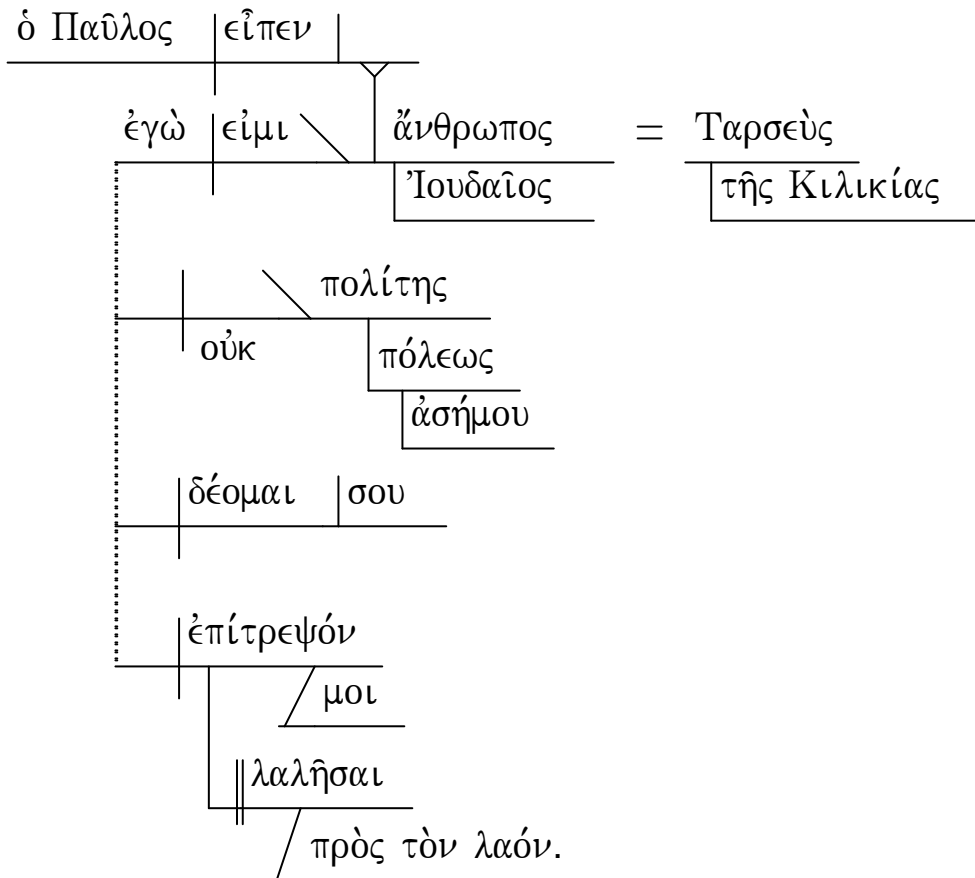 ὁ Παῦλος εἶπεν
ἐγὼ εἰμι ἄνθρωπος = Ταρσεὺς
Ἰουδαῖος τῆς Κιλικίας
πολίτης
οὐκ πόλεως
ἀσήμου
δέομαι σου
ἐπίτρεψόν
μοι
λαλῆσαι
πρὸς τὸν λαόν.